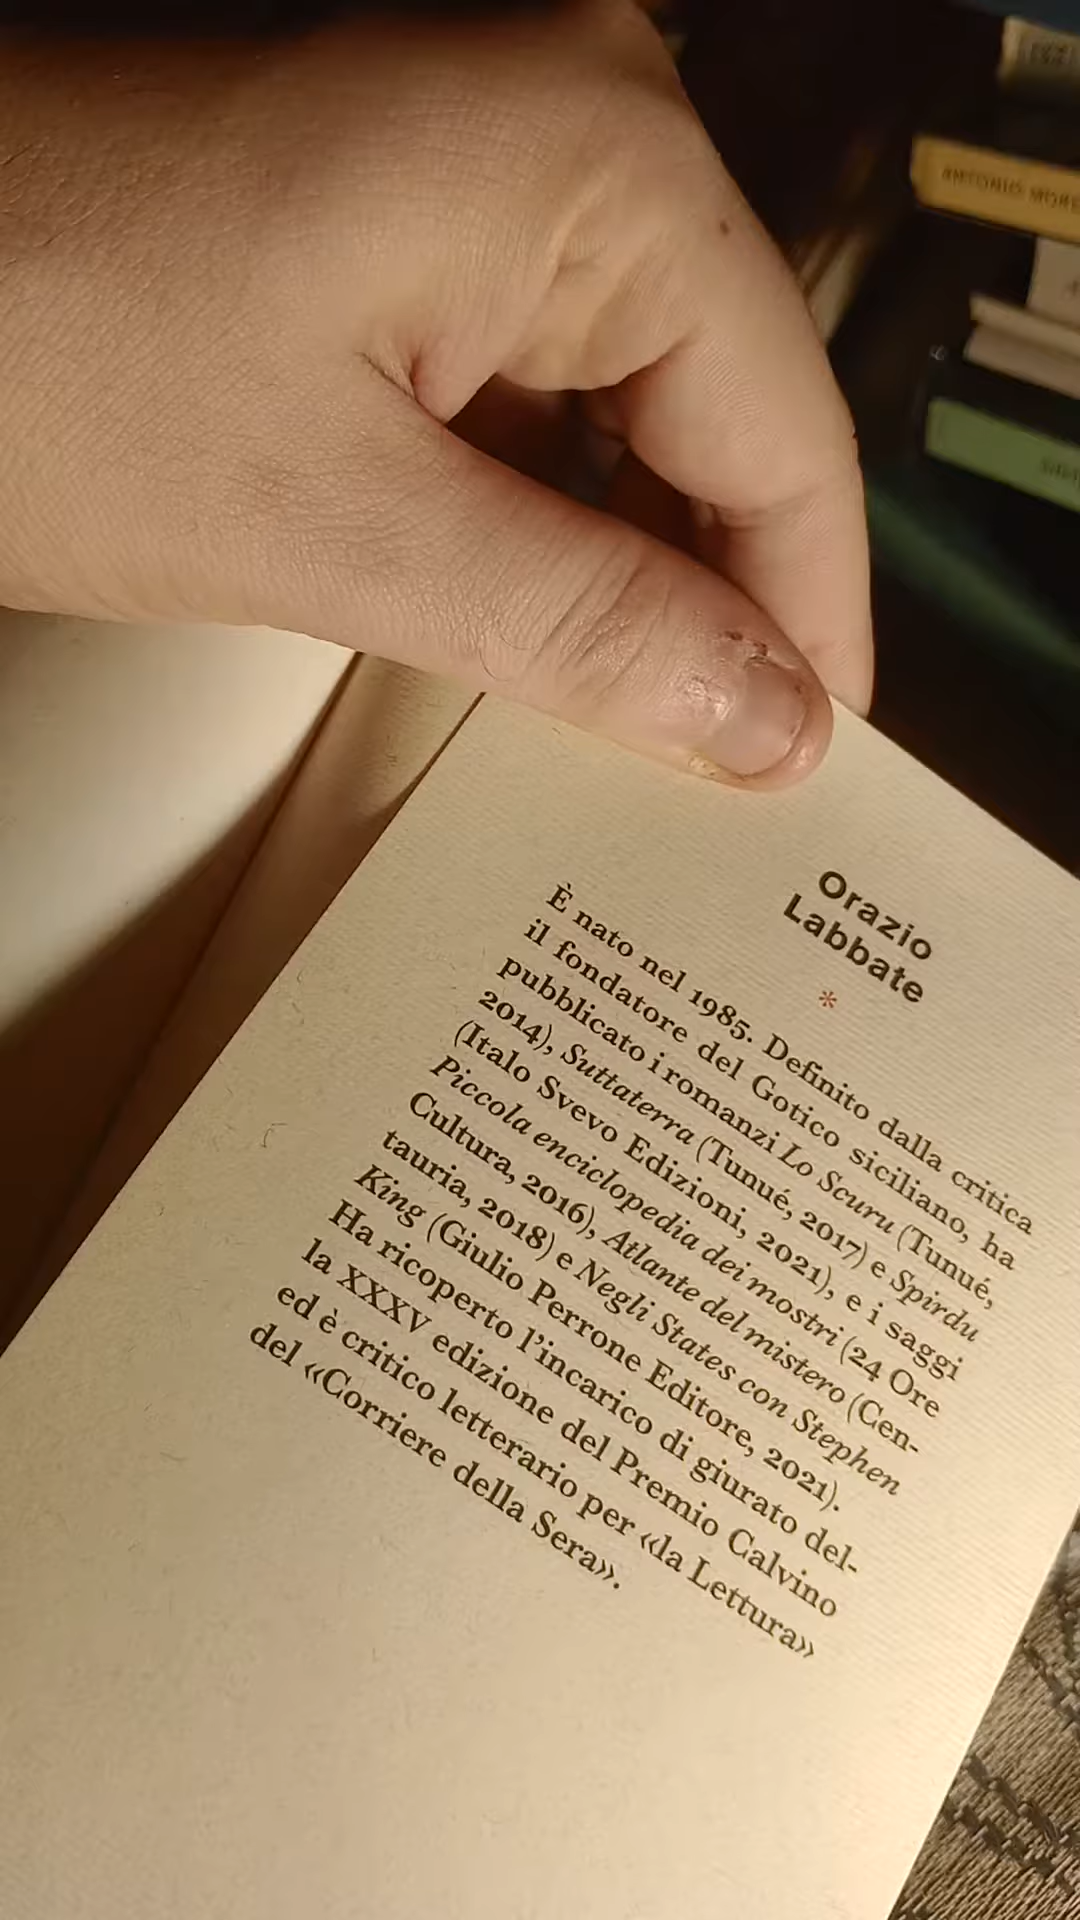 ANTONIO
Orazio
Labbate
*
È nato nel 1985. Definito dalla critica
il fondatore del Gotico siciliano, ha
pubblicato i romanzi Lo Scuru (Tunué,
2014), Suttaterra (Tunué, 2017) e Spirdu
(Italo Svevo Edizioni, 2021), e i saggi
Piccola enciclopedia dei mostri (24 Ore
Cultura, 2016), Atlante del mistero (Cen-
tauria, 2018) e Negli States con Stephen
King (Giulio Perrone Editore, 2021).
Ha ricoperto l’incarico di giurato del-
la XXXV edizione del Premio Calvino
ed è critico letterario per «la Lettura»
del «Corriere della Sera».